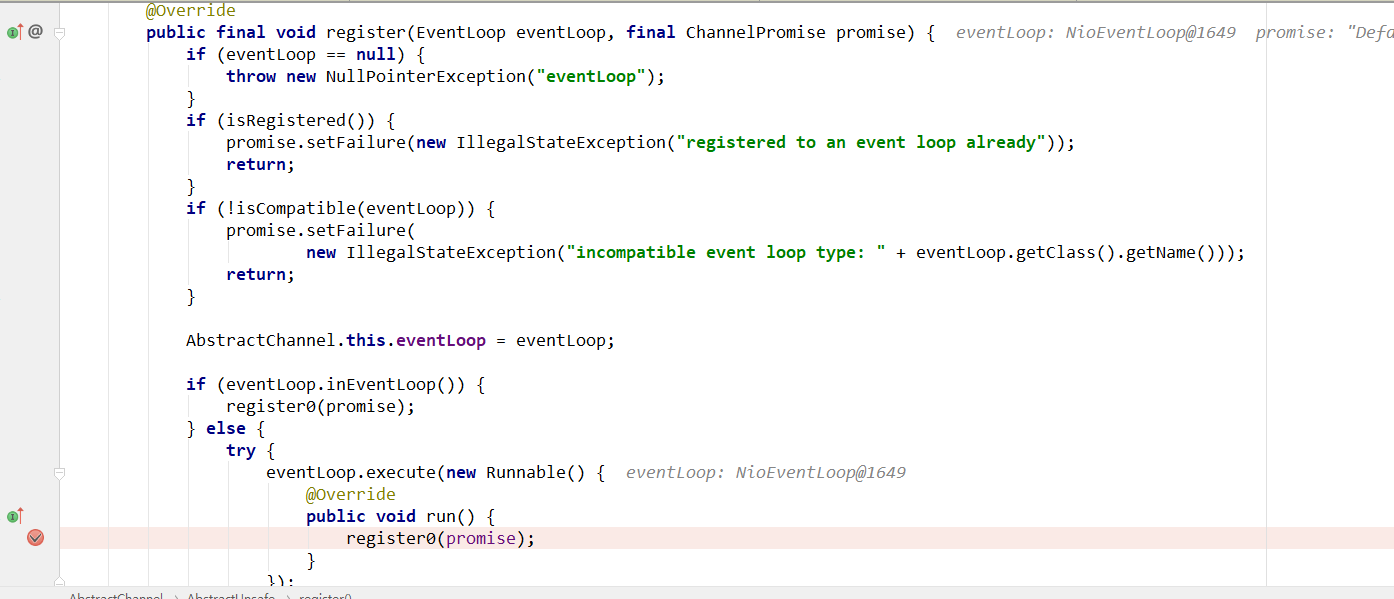 @Override
public final void register(EventLoop eventLoop, final ChannelPromise promise) {  eventLoop: NioEventLoop@1649  promise: "Defa
if (eventLoop == null) {
throw new NullPointerException("eventLoop");
}
if (isRegistered()) {
promise.setFailure(new IllegalStateException("registered to an event loop already"));
return;
}
if (!isCompatible(eventLoop)) {
promise.setFailure(
new IllegalStateException("incompatible event loop type: " + eventLoop.getClass().getName()));
return;
}
AbstractChannel.this.eventLoop = eventLoop;
if (eventLoop.inEventLoop()) {
register0(promise);
} else {
try {
eventLoop.execute(new Runnable() {  eventLoop: NioEventLoop@1649
@Override
public void run() {
register0(promise);
}
});
AbstractChannel > AbstractUnsafe > register()